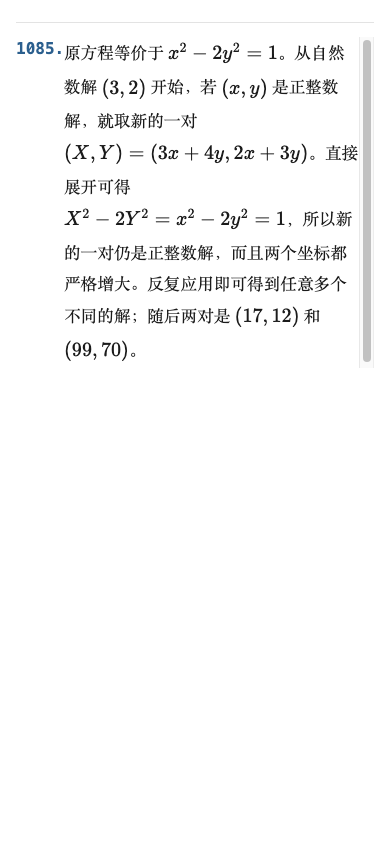 1085. 原方程等价于 x² − 2y² = 1。从自然
数解 (3, 2) 开始，若 (x, y) 是正整数
解，就取新的一对
(X, Y) = (3x + 4y, 2x + 3y)。直接
展开可得
X² − 2Y² = x² − 2y² = 1，所以新
的一对仍是正整数解，而且两个坐标都
严格增大。反复应用即可得到任意多个
不同的解；随后两对是 (17, 12) 和
(99, 70)。